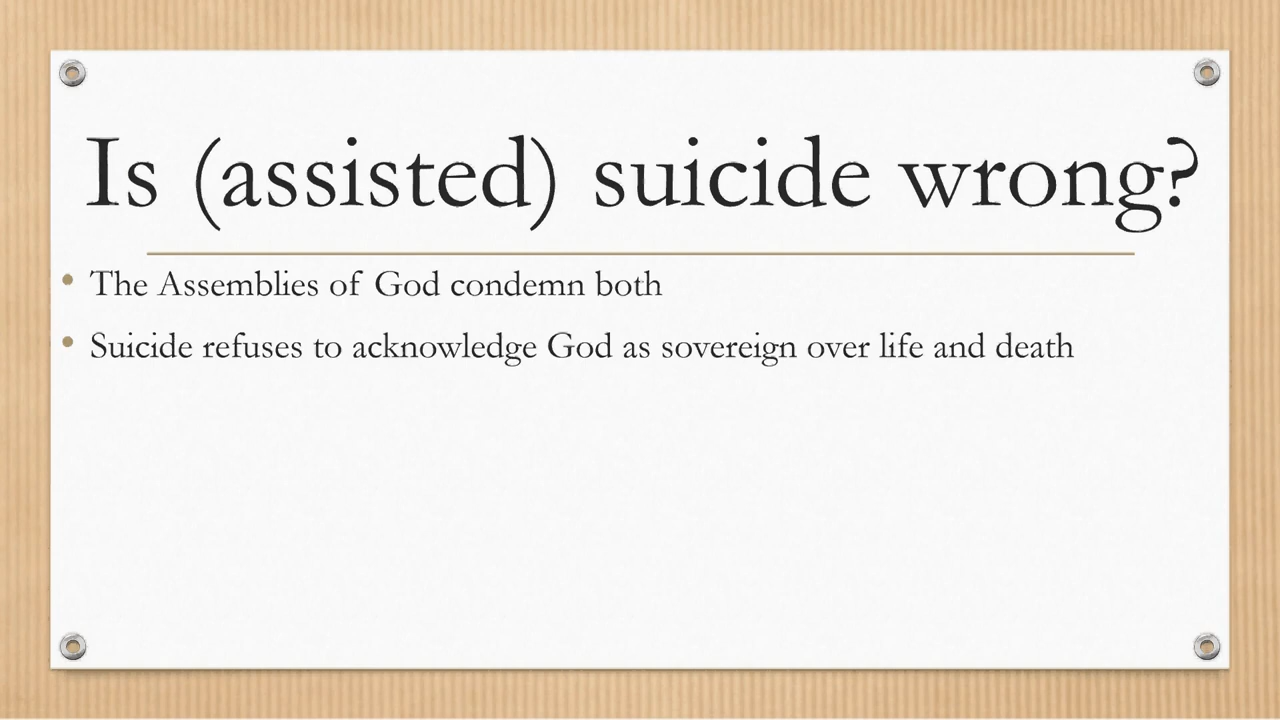 Is (assisted) suicide wrong?
• The Assemblies of God condemn both
• Suicide refuses to acknowledge God as sovereign over life and death